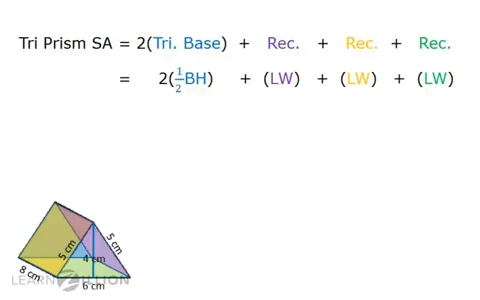 Tri Prism SA = 2(Tri. Base) + Rec. + Rec. + Rec.
= 2(½BH) + (LW) + (LW) + (LW)
5 cm
5 cm
4 cm
8 cm
6 cm
LEARNZILLION